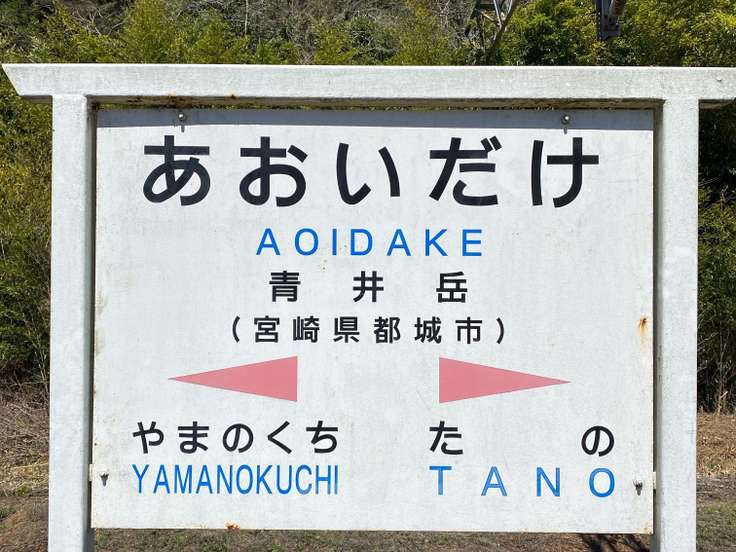 あおいだけ
AOIDAKE
青井岳
(宮崎県都城市)
やまのくち たの
YAMANOKUCHI TANO